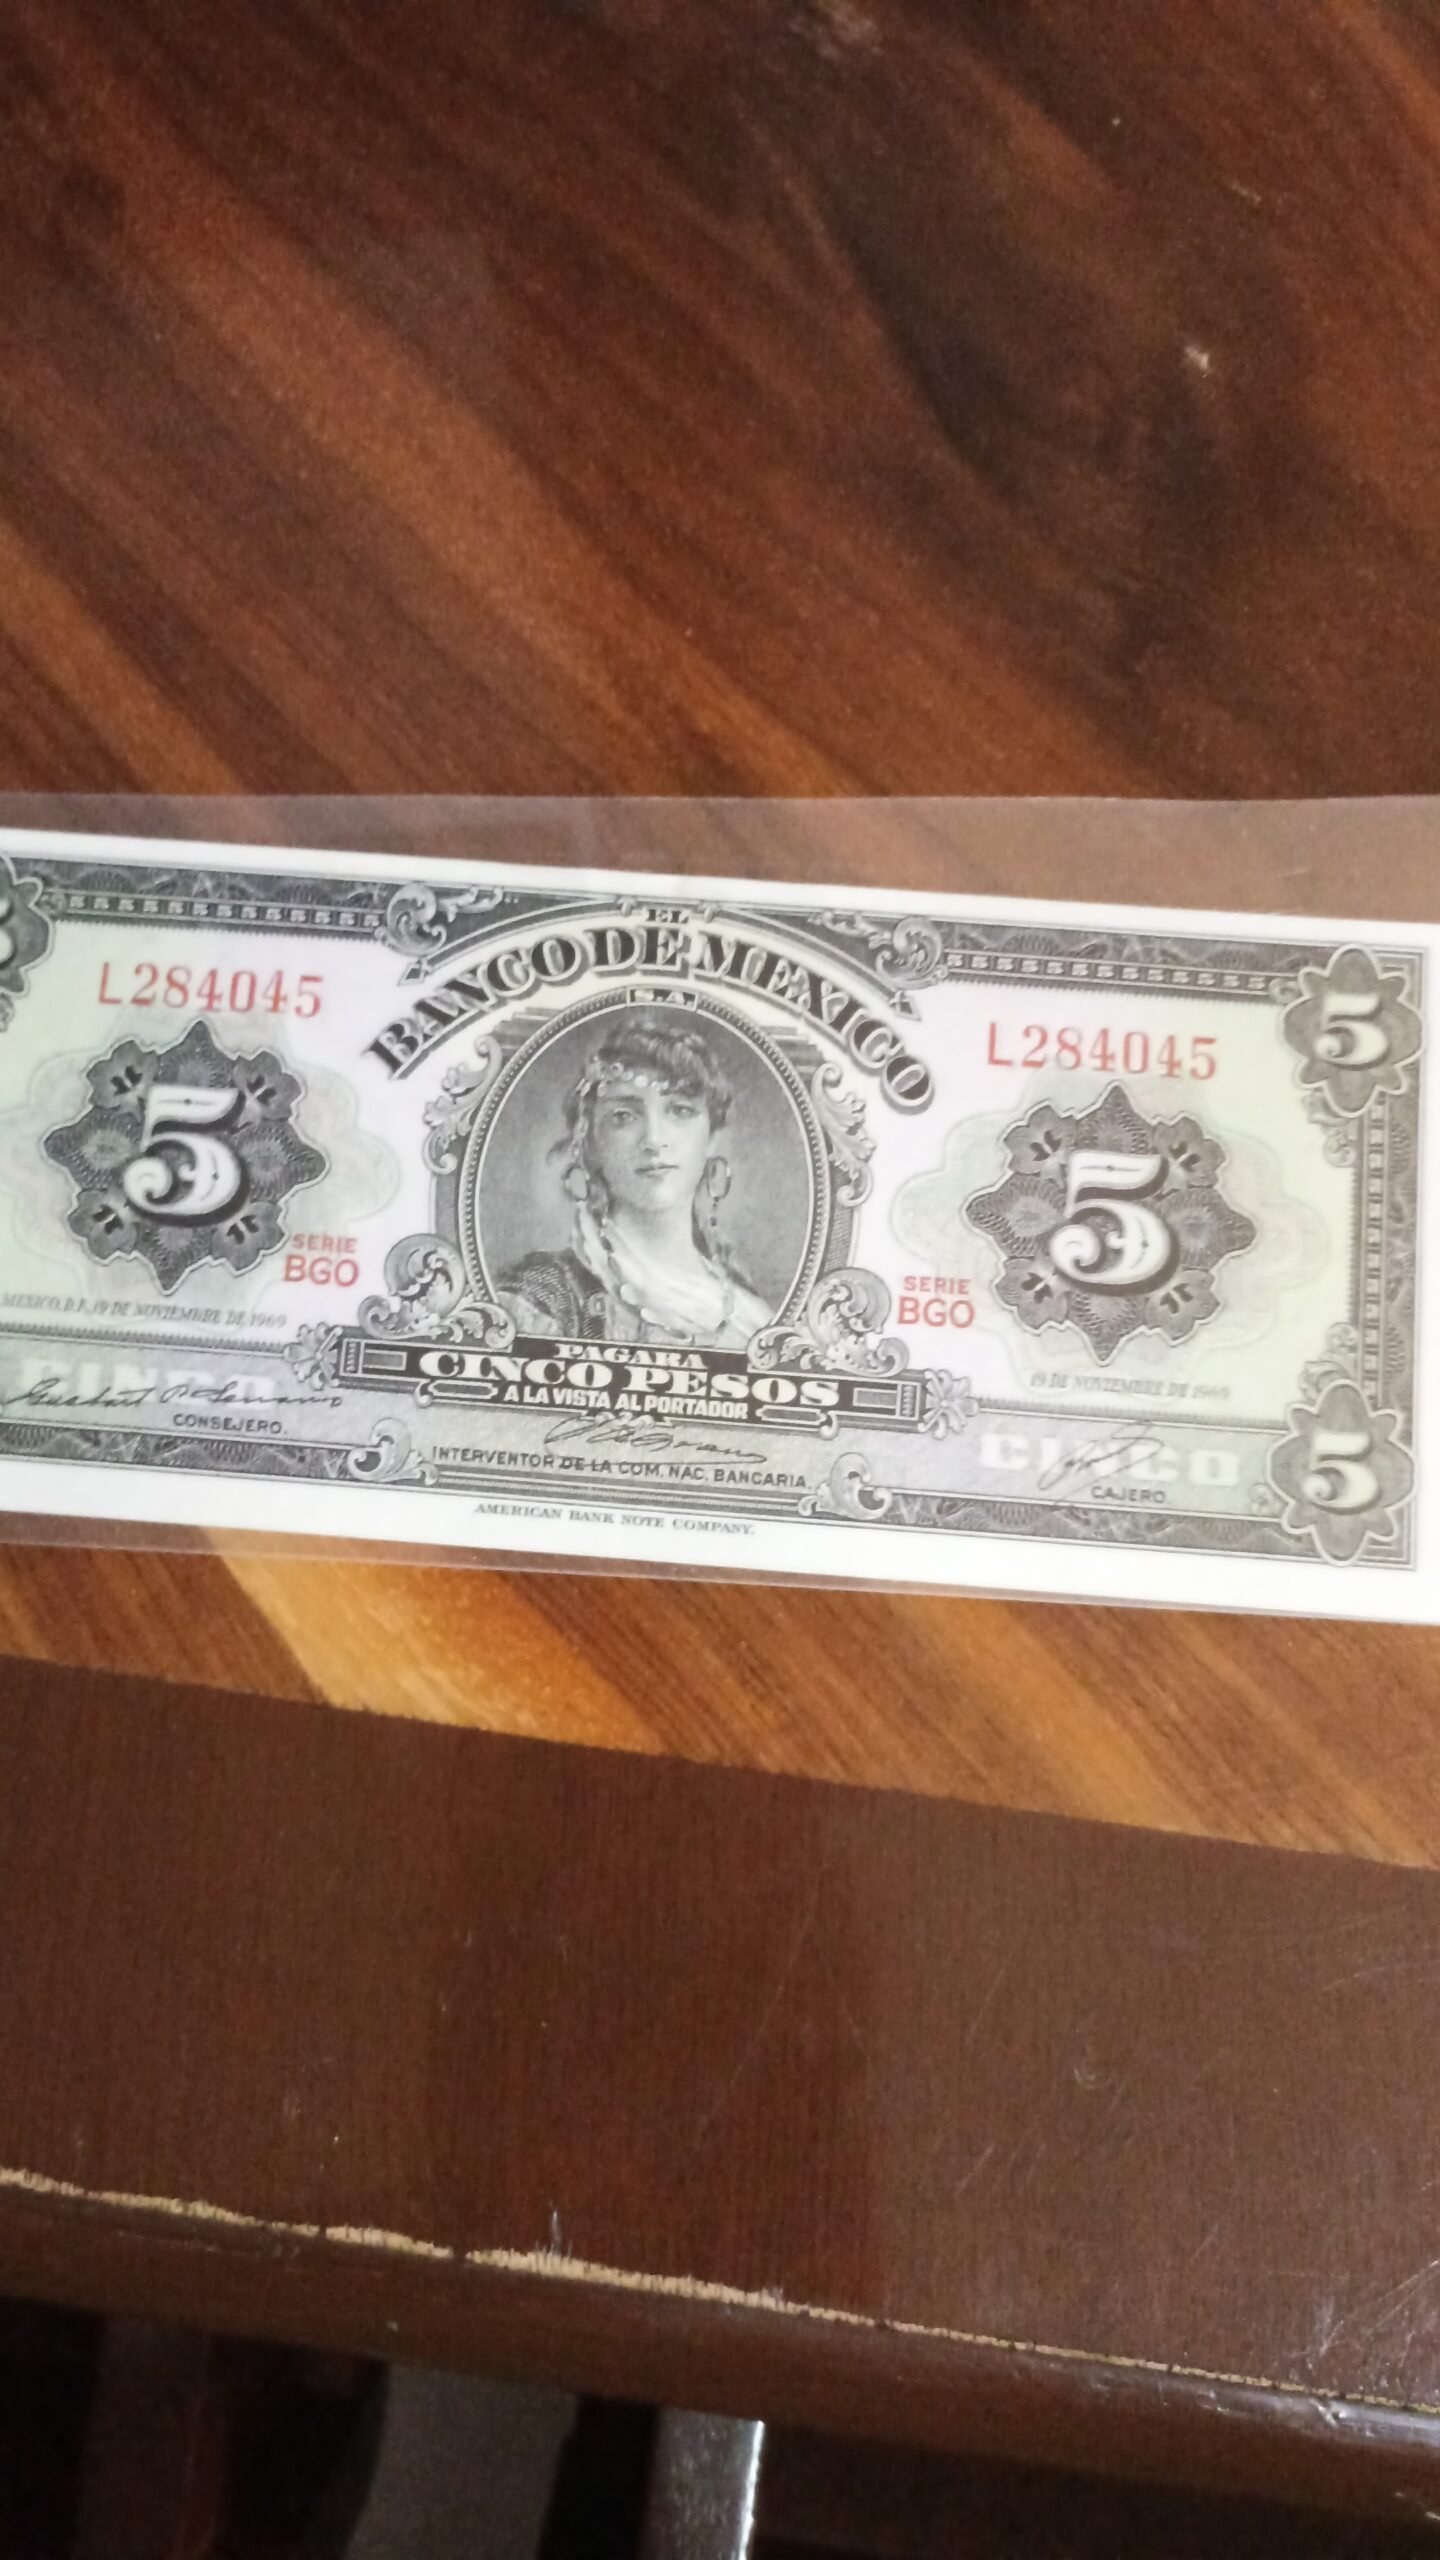 EL
BANCO DE MEXICO
S.A.
L284045
L284045
5
5
5
5
SERIE
BGO
SERIE
BGO
MEXICO, D.F., 19 DE NOVIEMBRE DE 1969
19 DE NOVIEMBRE DE 1969
PAGARA
CINCO PESOS
A LA VISTA AL PORTADOR
CINCO
CINCO
CONSEJERO.
INTERVENTOR DE LA COM. NAC. BANCARIA.
CAJERO
AMERICAN BANK NOTE COMPANY.